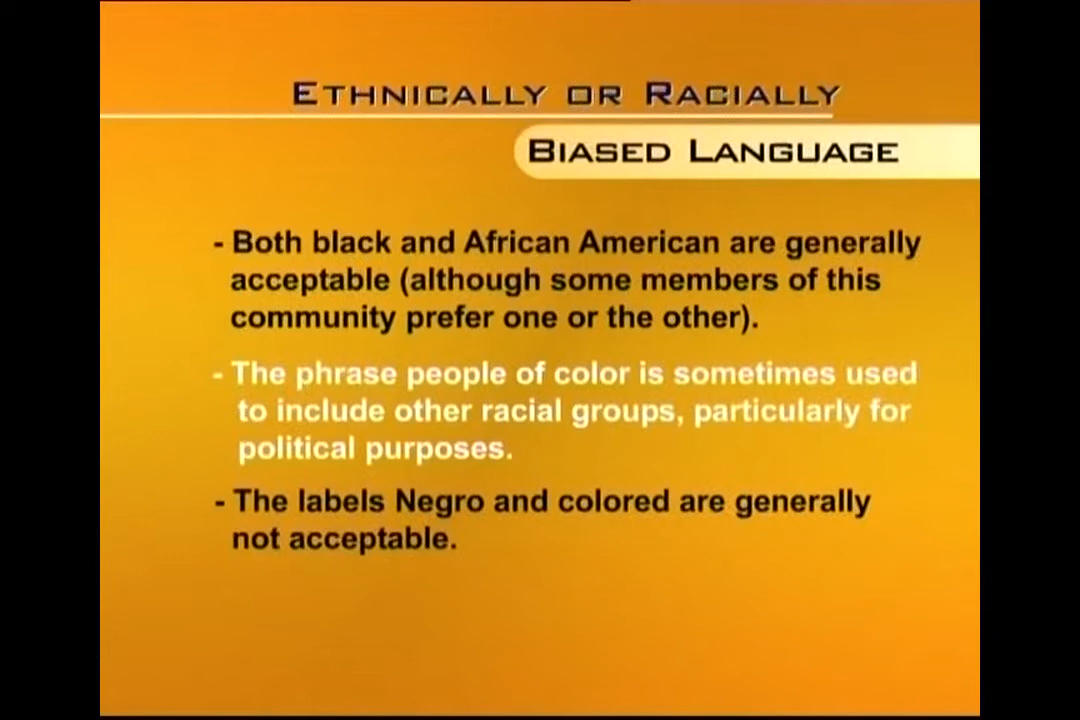 Ethnically or Racially
Biased Language
- Both black and African American are generally
acceptable (although some members of this
community prefer one or the other).
- The phrase people of color is sometimes used
to include other racial groups, particularly for
political purposes.
- The labels Negro and colored are generally
not acceptable.